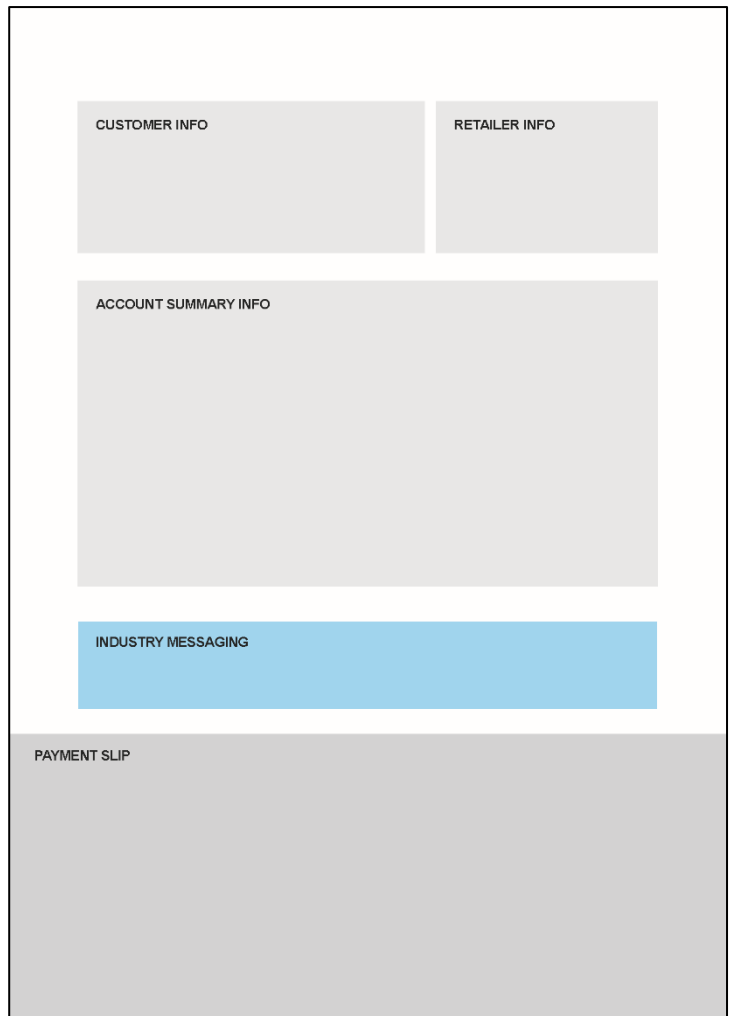 CUSTOMER INFO
RETAILER INFO
ACCOUNT SUMMARY INFO
INDUSTRY MESSAGING
PAYMENT SLIP